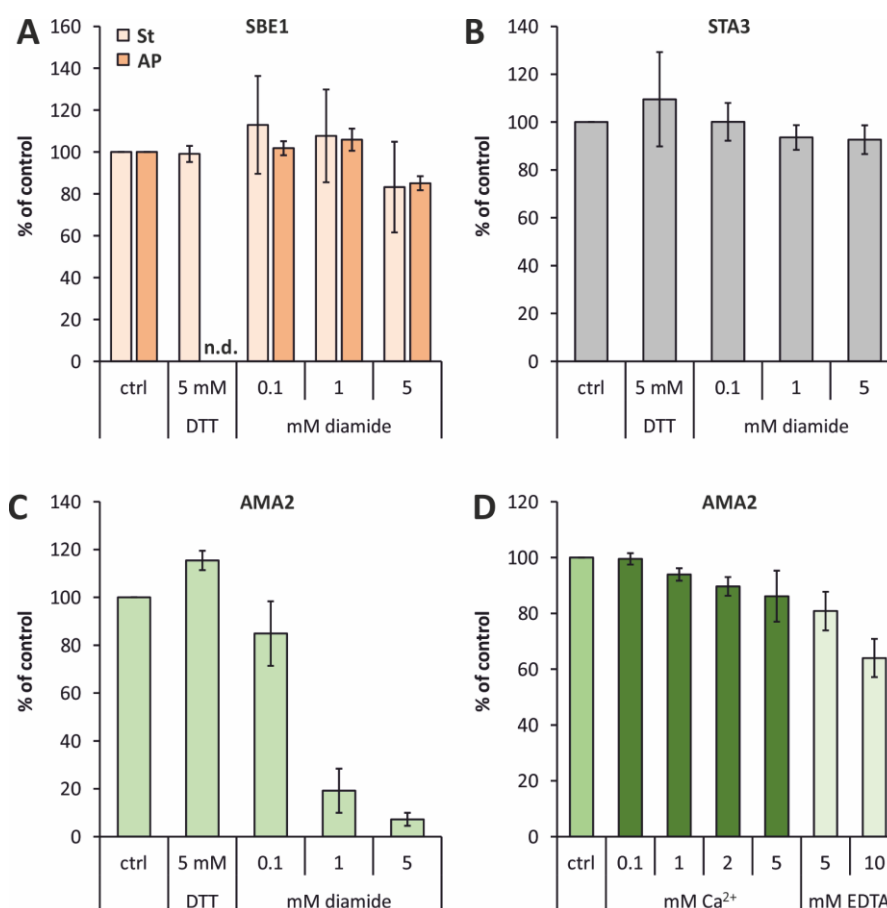 A
SBE1
St
AP
% of control
160
140
120
100
80
60
40
20
0
n.d.
ctrl
5 mM
0.1
1
5
DTT
mM diamide
B
STA3
% of control
140
120
100
80
60
40
20
0
ctrl
5 mM
0.1
1
5
DTT
mM diamide
C
AMA2
% of control
140
120
100
80
60
40
20
0
ctrl
5 mM
0.1
1
5
DTT
mM diamide
D
AMA2
% of control
120
100
80
60
40
20
0
ctrl
0.1
1
2
5
5
10
mM Ca²⁺
mM EDTA